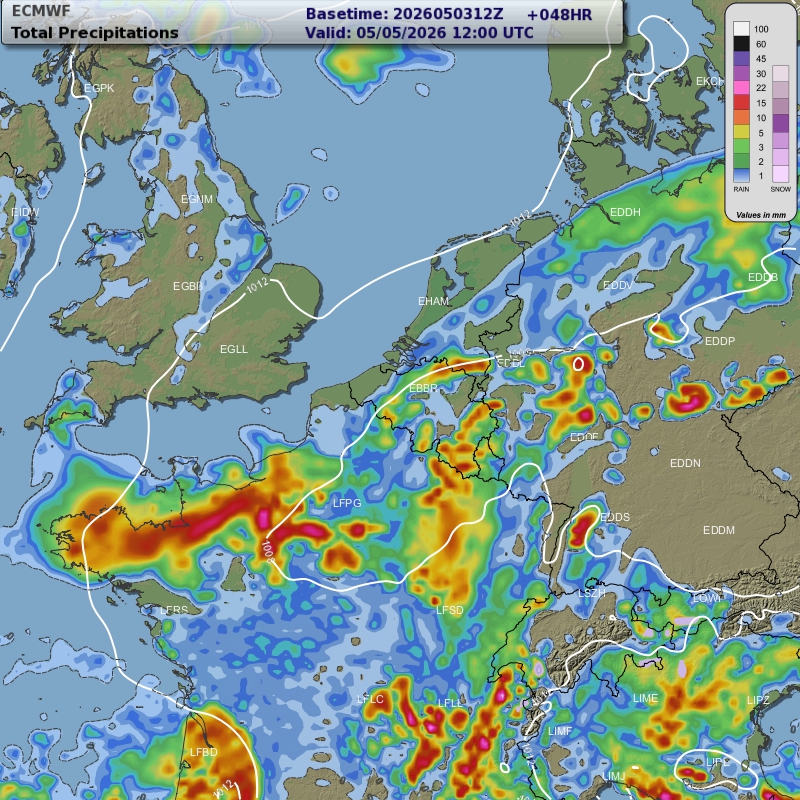 ECMWF
Basetime: 2026050312Z +048HR
Total Precipitations
Valid: 05/05/2026 12:00 UTC
100
60
45
30
22
15
10
5
3
2
1
RAIN
SNOW
Values in mm
EGPK
EKCH
EIDW
EGNM
EDDH
EGBB
EDDV
EDDB
1012
1012
EHAM
EGLL
EDDP
EBBR
EDDF
EDDN
LFPG
EDDS
EDDM
1008
LFRS
LFSD
LSZH
LOWI
LFLC
LFLL
LIME
LIPZ
LIMF
LFBD
LIMJ
1012